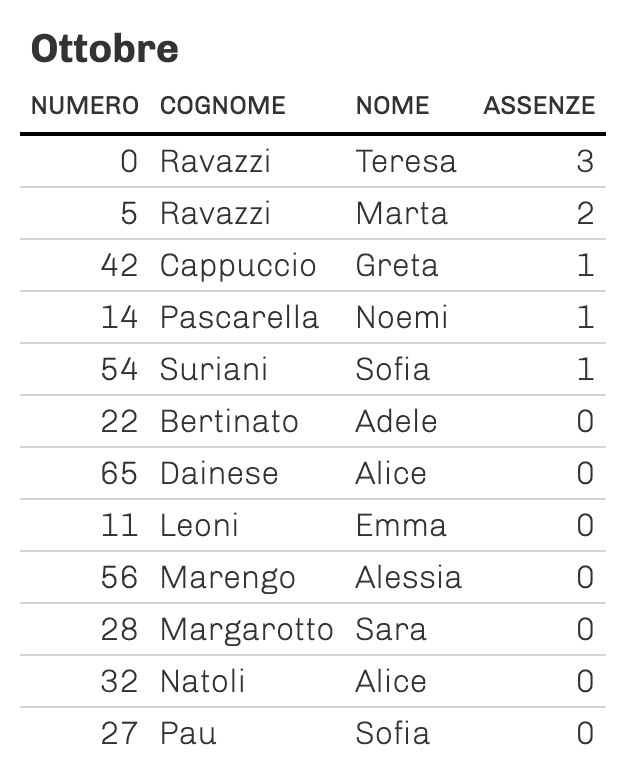 Ottobre
NUMERO COGNOME NOME ASSENZE
0 Ravazzi Teresa 3
5 Ravazzi Marta 2
42 Cappuccio Greta 1
14 Pascarella Noemi 1
54 Suriani Sofia 1
22 Bertinato Adele 0
65 Dainese Alice 0
11 Leoni Emma 0
56 Marengo Alessia 0
28 Margarotto Sara 0
32 Natoli Alice 0
27 Pau Sofia 0